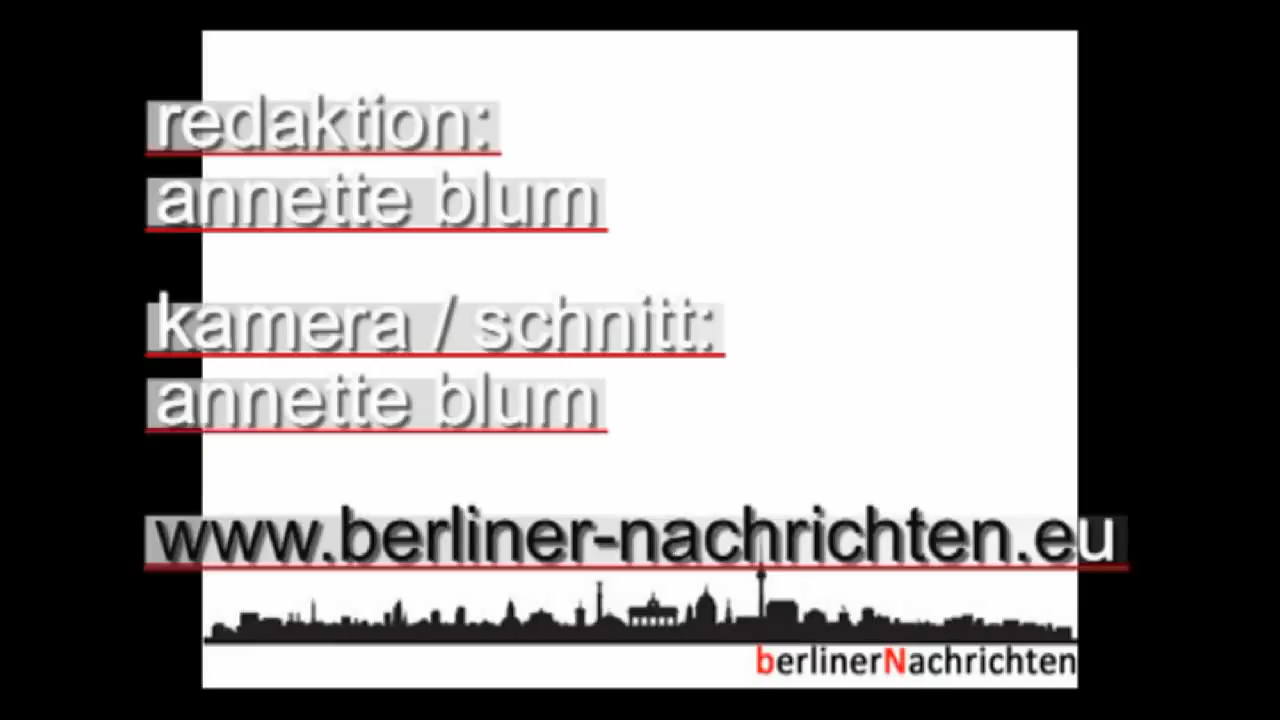 redaktion:
annette blum
kamera / schnitt:
annette blum
www.berliner-nachrichten.eu
berlinerNachrichten